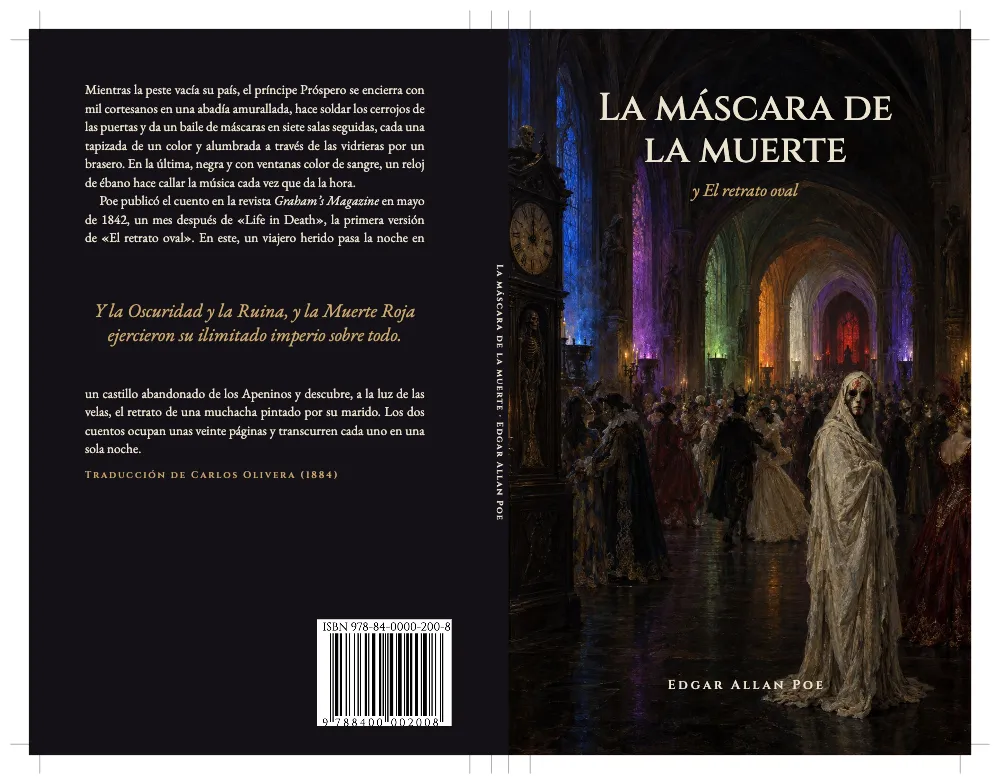 Mientras la peste vacía su país, el príncipe Próspero se encierra con
mil cortesanos en una abadía amurallada, hace soldar los cerrojos de
las puertas y da un baile de máscaras en siete salas seguidas, cada una
tapizada de un color y alumbrada a través de las vidrieras por un
brasero. En la última, negra y con ventanas color de sangre, un reloj
de ébano hace callar la música cada vez que da la hora.
Poe publicó el cuento en la revista Graham’s Magazine en mayo
de 1842, un mes después de «Life in Death», la primera versión
de «El retrato oval». En este, un viajero herido pasa la noche en
Y la Oscuridad y la Ruina, y la Muerte Roja
ejercieron su ilimitado imperio sobre todo.
un castillo abandonado de los Apeninos y descubre, a la luz de las
velas, el retrato de una muchacha pintado por su marido. Los dos
cuentos ocupan unas veinte páginas y transcurren cada uno en una
sola noche.
Traducción de Carlos Olivera (1884)
ISBN 978-84-0000-200-8
9 788400 002008
La máscara de la muerte · Edgar Allan Poe
La máscara de
la muerte
y El retrato oval
Edgar Allan Poe